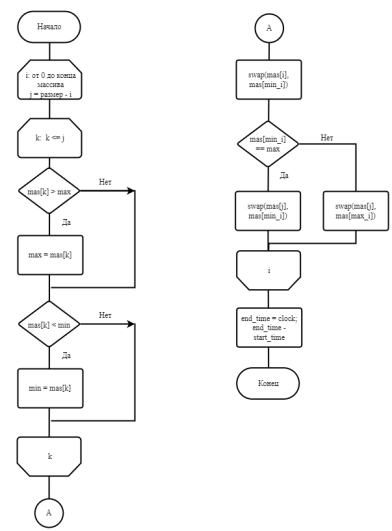 Начало
i: от 0 до конца
массива
j = размер - i
k: k <= j
mas[k] > max
Нет
Да
max = mas[k]
mas[k] < min
Нет
Да
min = mas[k]
k
A
A
swap(mas[i],
mas[min_i])
mas[min_i]
== max
Нет
Да
swap(mas[j],
mas[min_i])
swap(mas[j],
mas[max_i])
i
end_time = clock;
end_time -
start_time
Конец